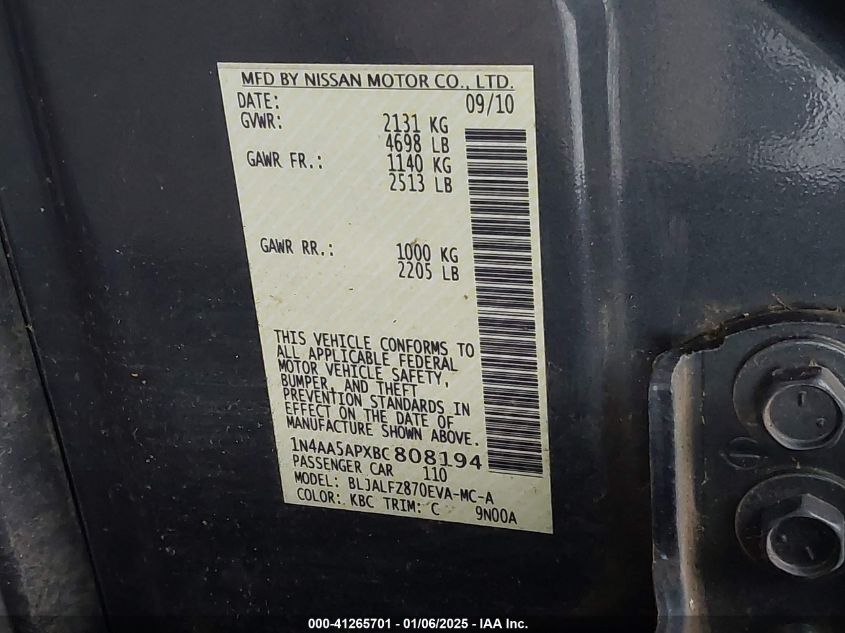 MFD BY NISSAN MOTOR CO., LTD.
DATE: 09/10
GVWR: 2131 KG
4698 LB
GAWR FR.: 1140 KG
2513 LB
GAWR RR.: 1000 KG
2205 LB
THIS VEHICLE CONFORMS TO
ALL APPLICABLE FEDERAL
MOTOR VEHICLE SAFETY,
BUMPER, AND THEFT
PREVENTION STANDARDS IN
EFFECT ON THE DATE OF
MANUFACTURE SHOWN ABOVE.
1N4AA5APXBC808194
PASSENGER CAR 110
MODEL: BLJALFZ870EVA-MC-A
COLOR: KBC TRIM: C 9N00A
000-41265701 - 01/06/2025 - IAA Inc.